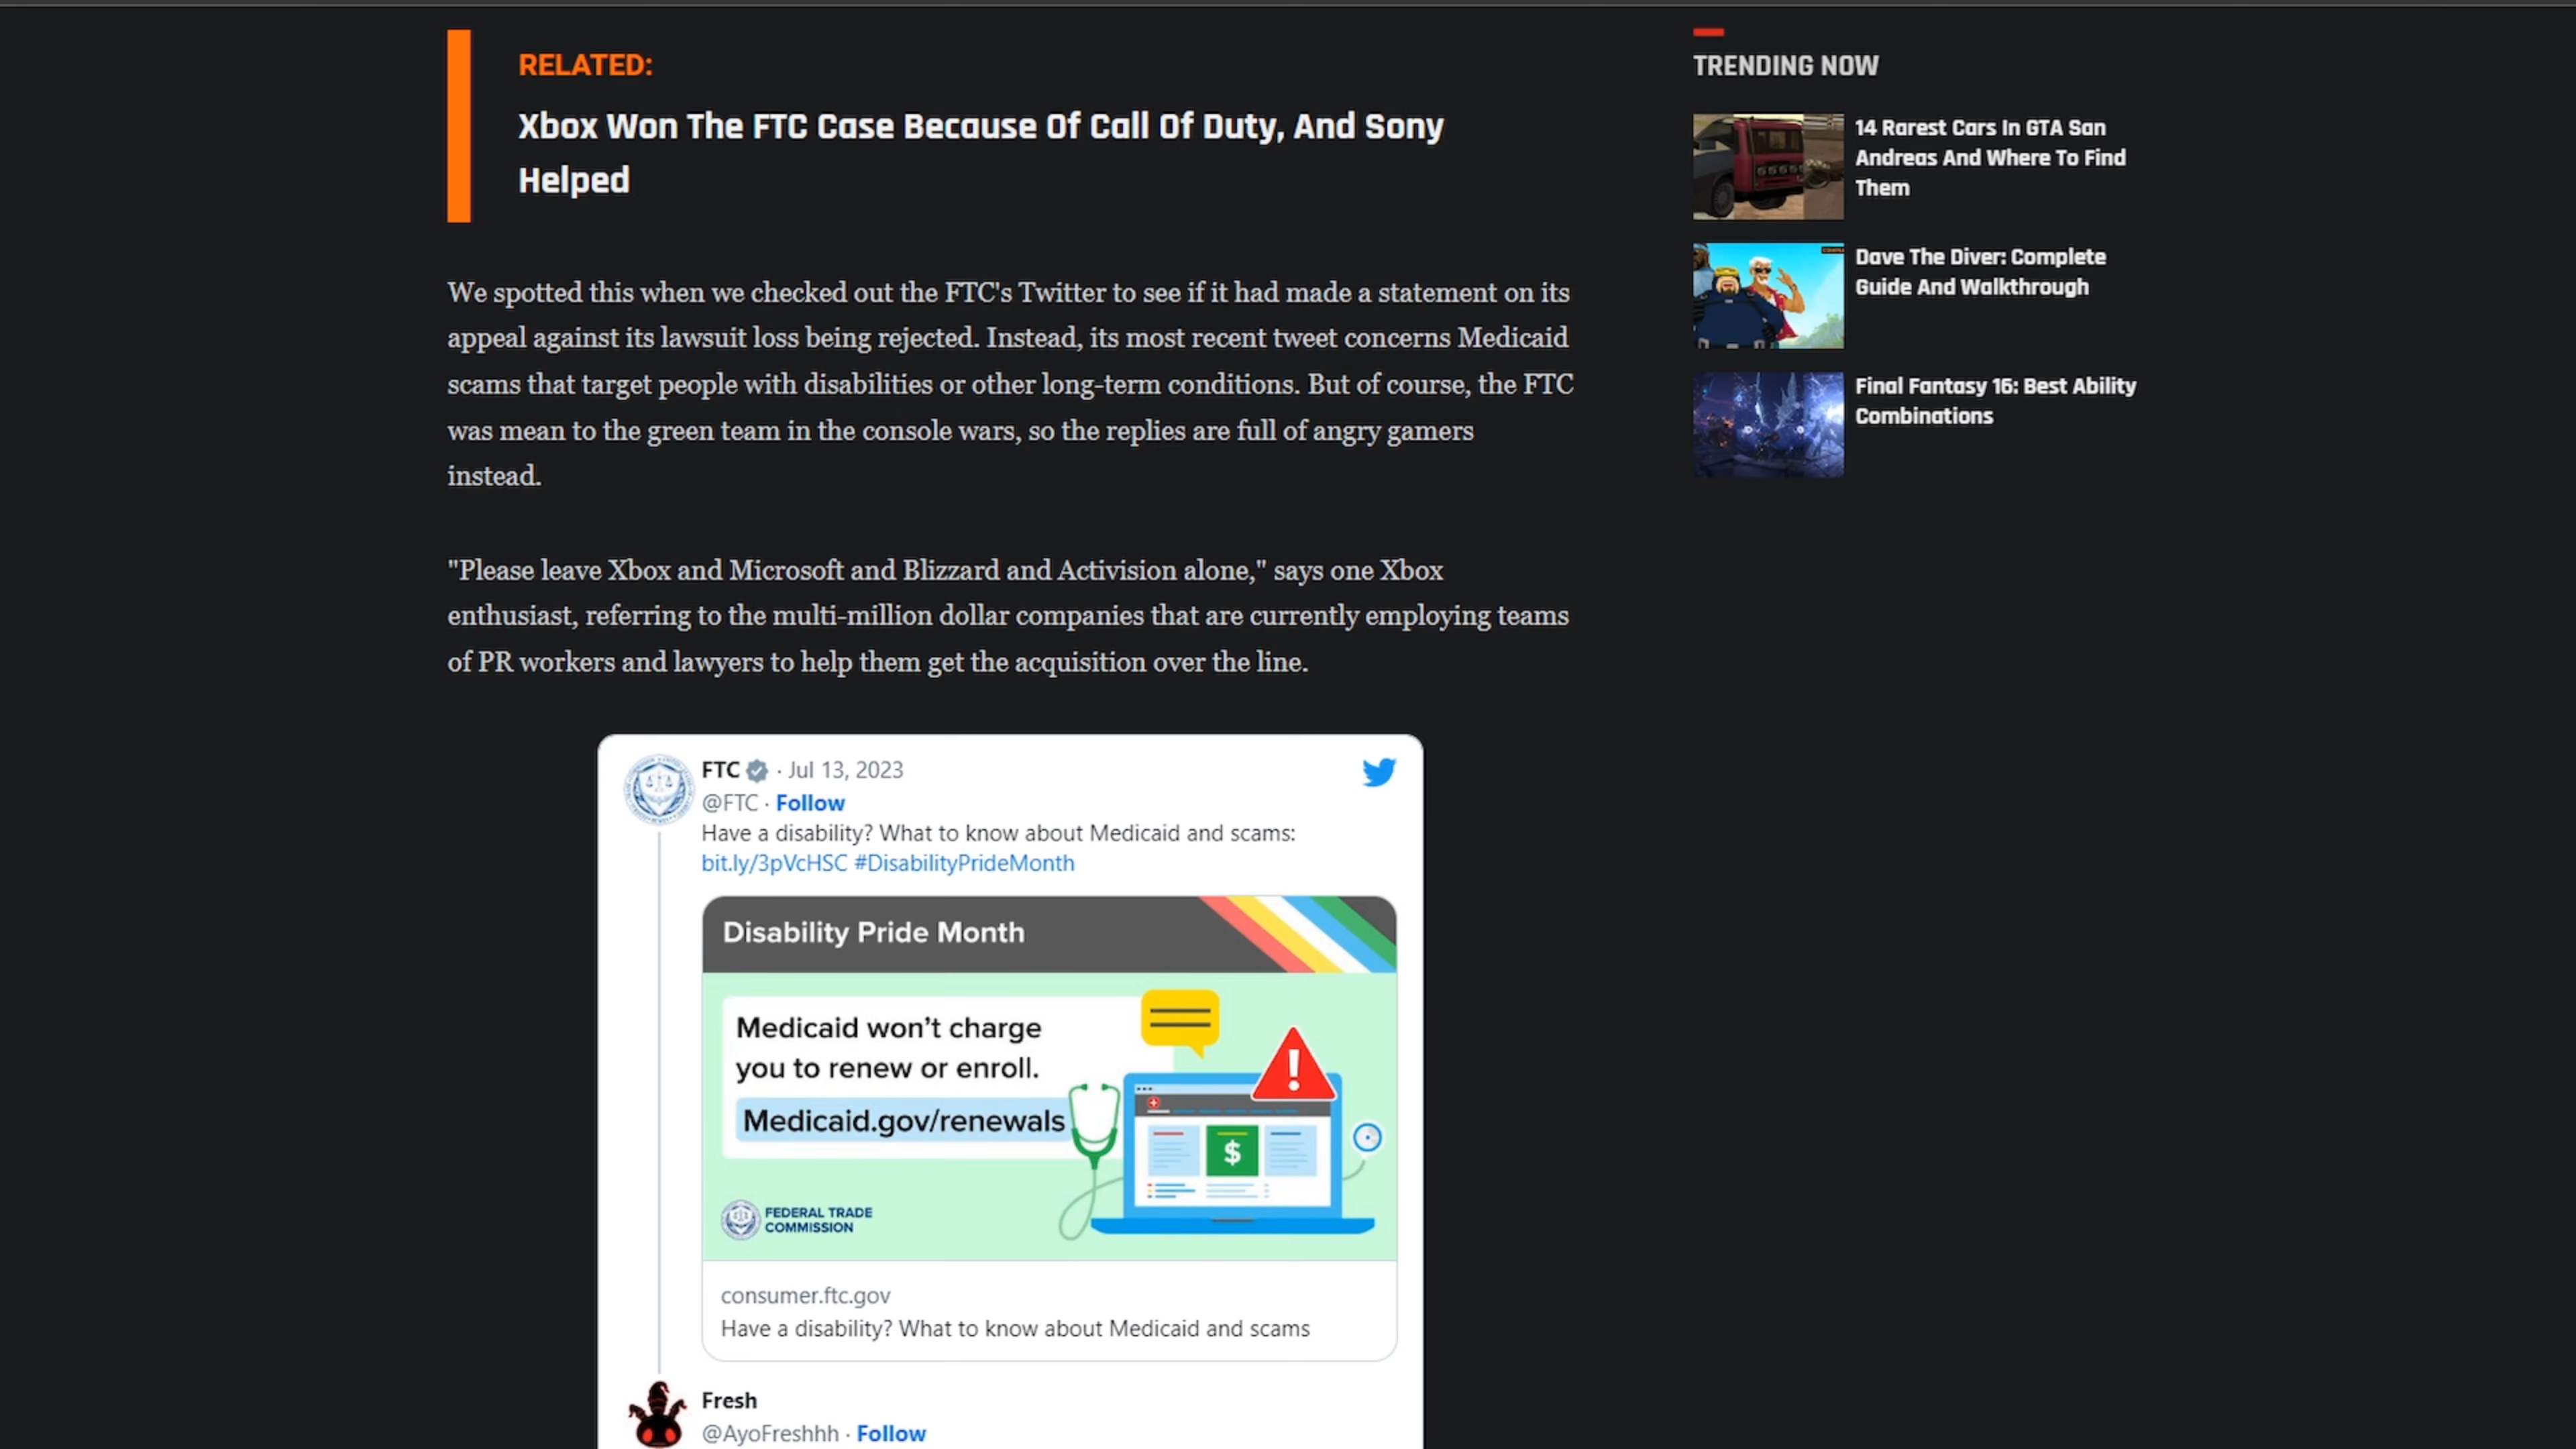 RELATED:
Xbox Won The FTC Case Because Of Call Of Duty, And Sony
Helped
We spotted this when we checked out the FTC's Twitter to see if it had made a statement on its
appeal against its lawsuit loss being rejected. Instead, its most recent tweet concerns Medicaid
scams that target people with disabilities or other long-term conditions. But of course, the FTC
was mean to the green team in the console wars, so the replies are full of angry gamers
instead.
"Please leave Xbox and Microsoft and Blizzard and Activision alone," says one Xbox
enthusiast, referring to the multi-million dollar companies that are currently employing teams
of PR workers and lawyers to help them get the acquisition over the line.
FTC · Jul 13, 2023
@FTC · Follow
Have a disability? What to know about Medicaid and scams:
bit.ly/3pVcHSC #DisabilityPrideMonth
Disability Pride Month
Medicaid won't charge
you to renew or enroll.
Medicaid.gov/renewals
$
FEDERAL TRADE
COMMISSION
consumer.ftc.gov
Have a disability? What to know about Medicaid and scams
Fresh
@AyoFreshhh · Follow
TRENDING NOW
14 Rarest Cars In GTA San
Andreas And Where To Find
Them
Dave The Diver: Complete
Guide And Walkthrough
Final Fantasy 16: Best Ability
Combinations